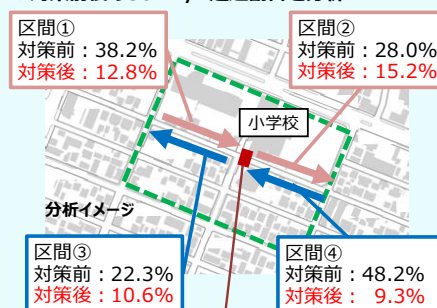 区間①
対策前：38.2%
対策後：12.8%
区間②
対策前：28.0%
対策後：15.2%
小学校
分析イメージ
区間③
対策前：22.3%
対策後：10.6%
区間④
対策前：48.2%
対策後： 9.3%